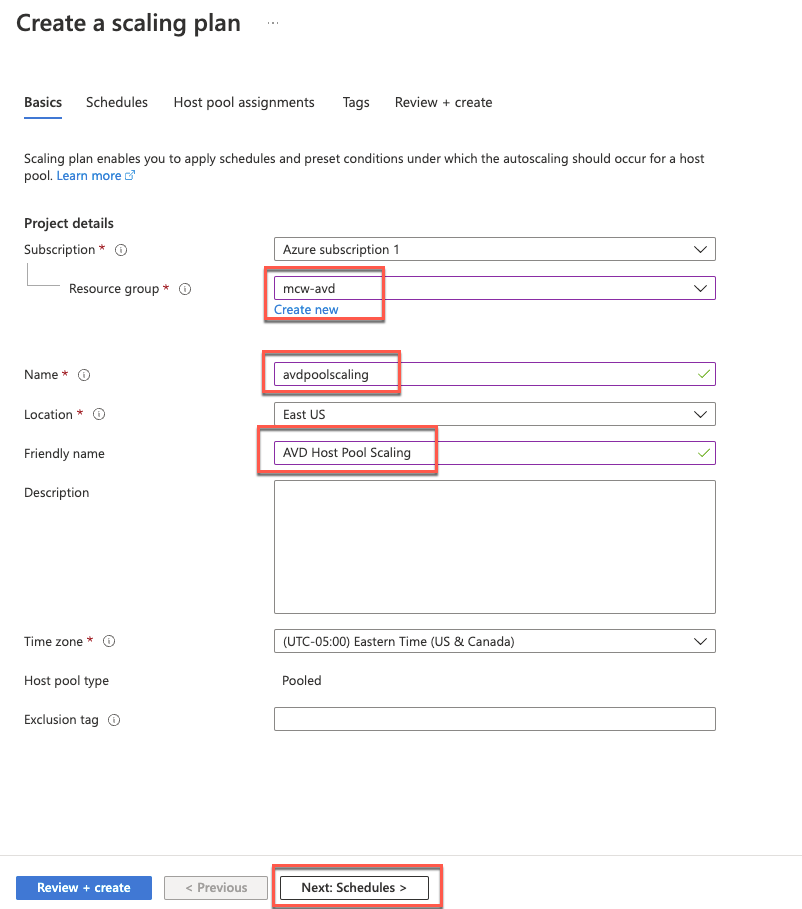 Create a scaling plan ...
Basics Schedules Host pool assignments Tags Review + create
Scaling plan enables you to apply schedules and preset conditions under which the autoscaling should occur for a host
pool. Learn more
Project details
Subscription * Azure subscription 1
Resource group * mcw-avd
Create new
Name * avdpoolscaling
Location * East US
Friendly name AVD Host Pool Scaling
Description
Time zone * (UTC-05:00) Eastern Time (US & Canada)
Host pool type Pooled
Exclusion tag
Review + create < Previous Next: Schedules >